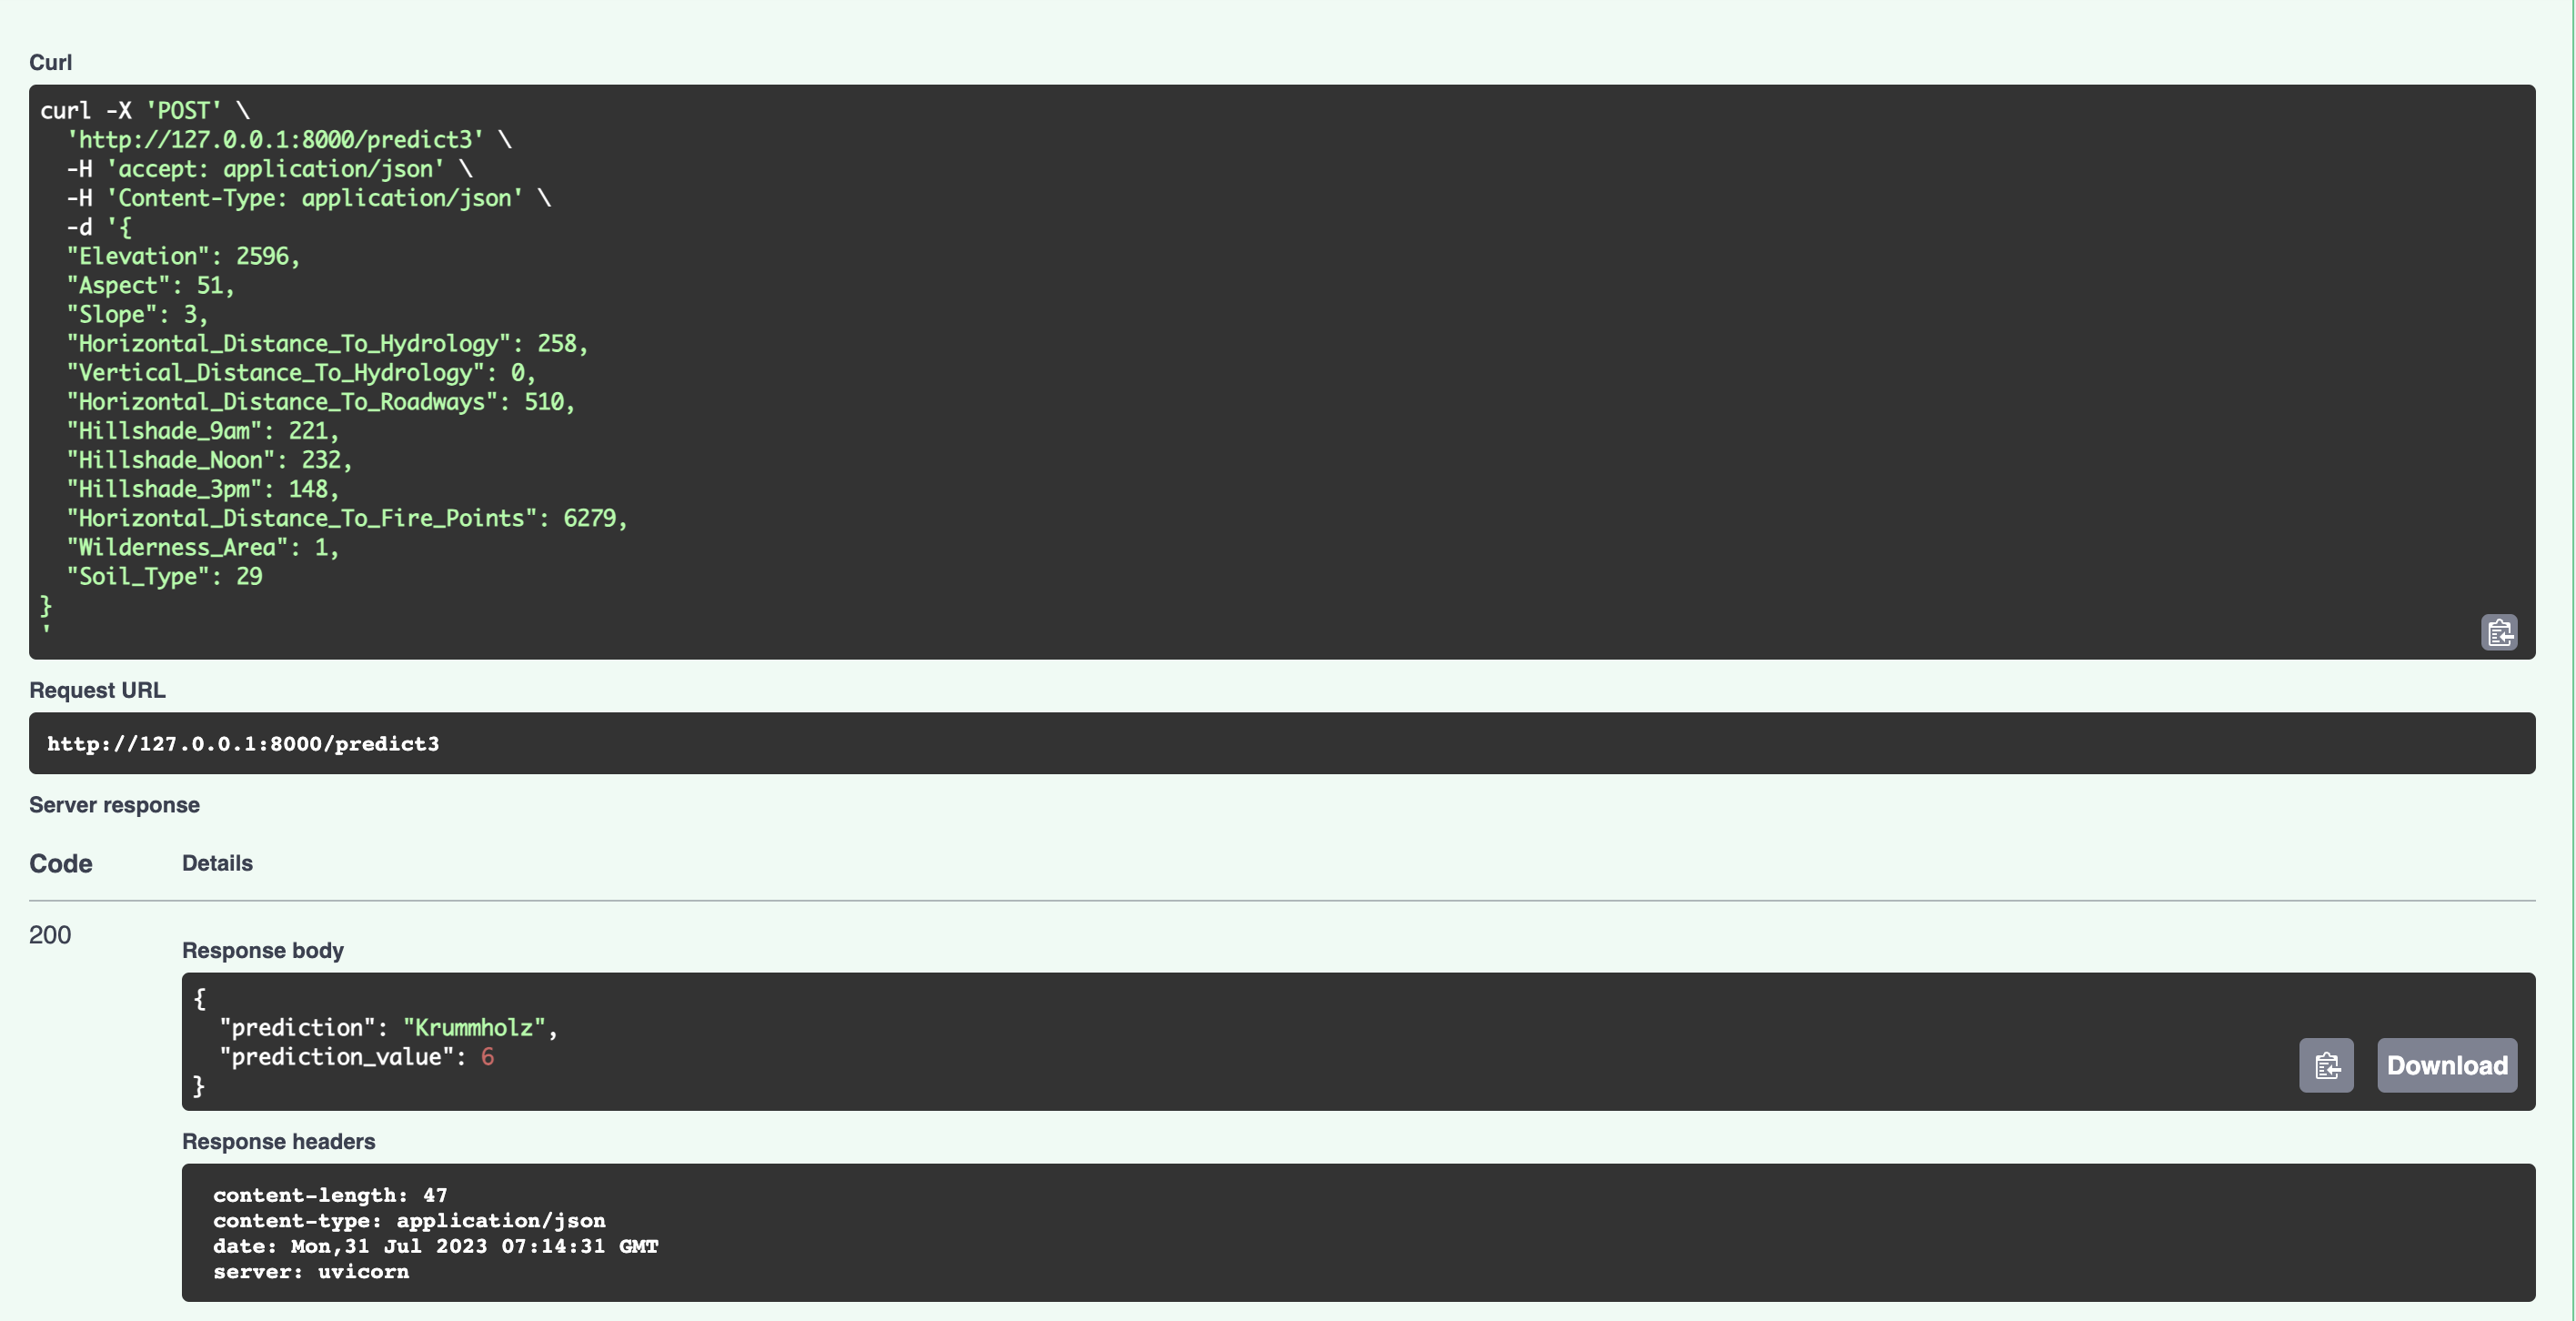 Curl
curl -X 'POST' \
  'http://127.0.0.1:8000/predict3' \
  -H 'accept: application/json' \
  -H 'Content-Type: application/json' \
  -d '{
  "Elevation": 2596,
  "Aspect": 51,
  "Slope": 3,
  "Horizontal_Distance_To_Hydrology": 258,
  "Vertical_Distance_To_Hydrology": 0,
  "Horizontal_Distance_To_Roadways": 510,
  "Hillshade_9am": 221,
  "Hillshade_Noon": 232,
  "Hillshade_3pm": 148,
  "Horizontal_Distance_To_Fire_Points": 6279,
  "Wilderness_Area": 1,
  "Soil_Type": 29
}
'
Request URL
http://127.0.0.1:8000/predict3
Server response
Code Details
200
Response body
{
  "prediction": "Krummholz",
  "prediction_value": 6
}
Download
Response headers
content-length: 47
content-type: application/json
date: Mon,31 Jul 2023 07:14:31 GMT
server: uvicorn